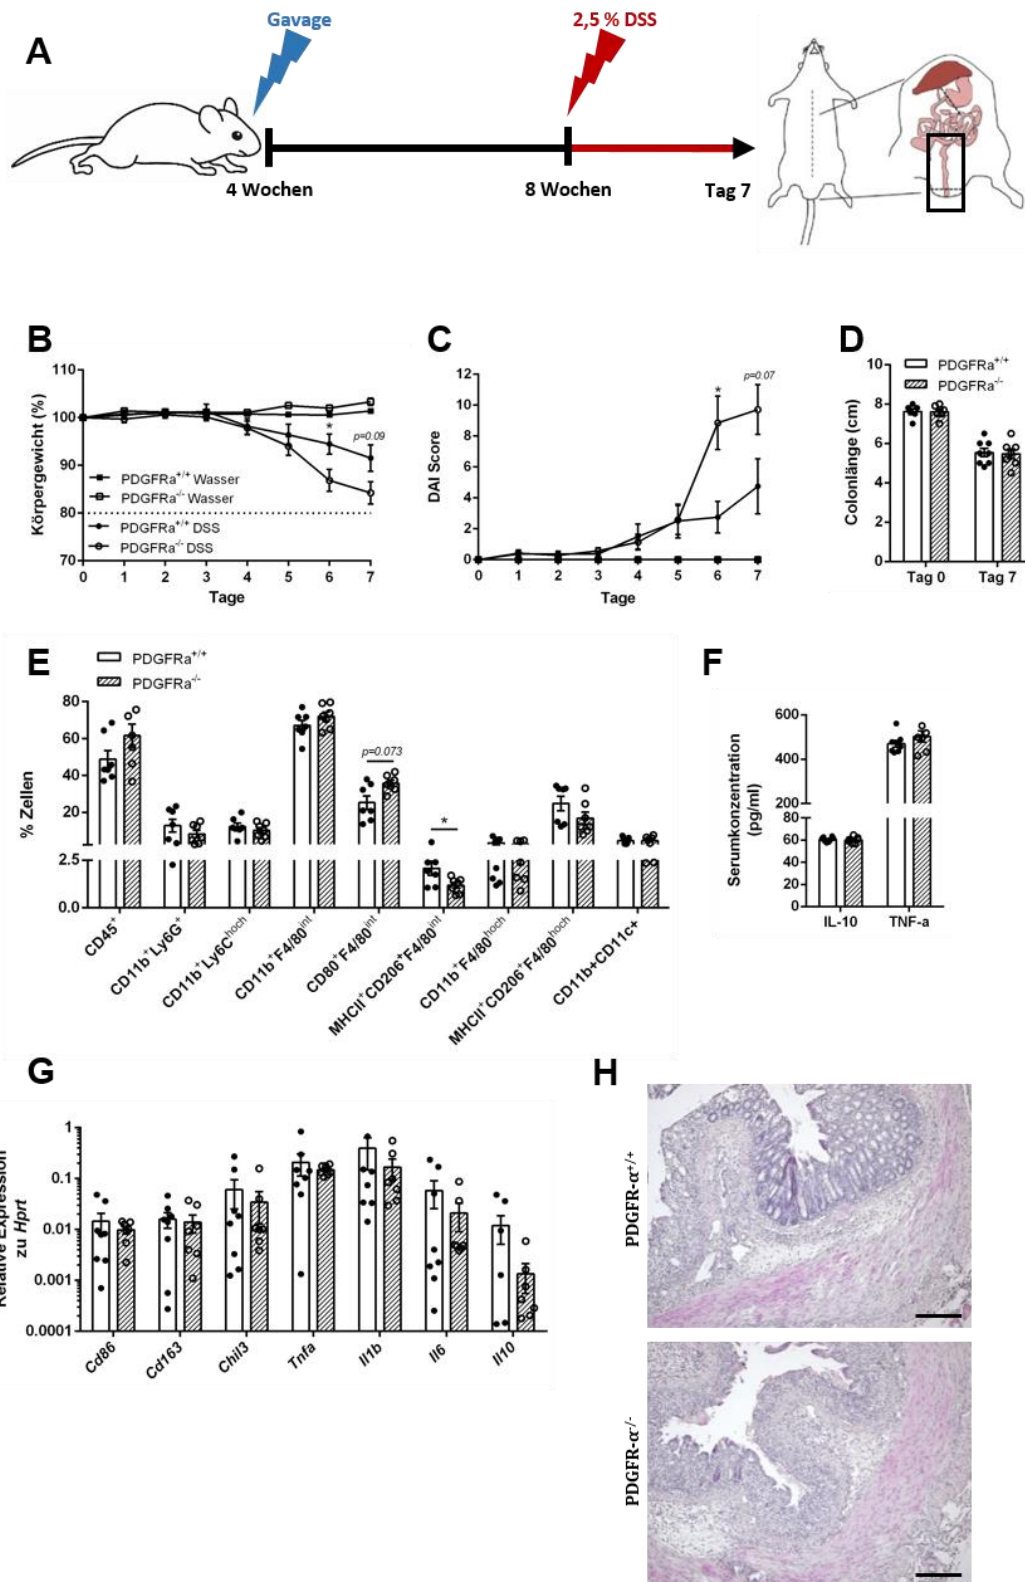 A
Gavage
2,5 % DSS
4 Wochen
8 Wochen
Tag 7
B
Körpergewicht (%)
110
100
90
80
70
*
p=0.09
PDGFRa+/+ Wasser
PDGFRa-/- Wasser
PDGFRa+/+ DSS
PDGFRa-/- DSS
0 1 2 3 4 5 6 7
Tage
C
DAI Score
12
10
8
6
4
2
0
*
p=0.07
0 1 2 3 4 5 6 7
Tage
D
PDGFRa+/+
PDGFRa-/-
Colonlänge (cm)
10
8
6
4
2
0
Tag 0 Tag 7
E
PDGFRa+/+
PDGFRa-/-
% Zellen
80
60
40
20
2.5
0.0
p=0.073
*
CD45+
CD11b+Ly6G+
CD11b+Ly6Choch
CD11b+F4/80int
CD80+F4/80int
MHCII+CD206+F4/80int
CD11b+F4/80hoch
MHCII+CD206+F4/80hoch
CD11b+CD11c+
F
Serumkonzentration
(pg/ml)
600
400
200
80
60
40
20
0
IL-10 TNF-a
G
Relative Expression
zu Hprt
1
0.1
0.01
0.001
0.0001
Cd86
Cd163
Chil3
Tnfa
Il1b
Il6
Il10
H
PDGFR-α+/+
PDGFR-α-/-